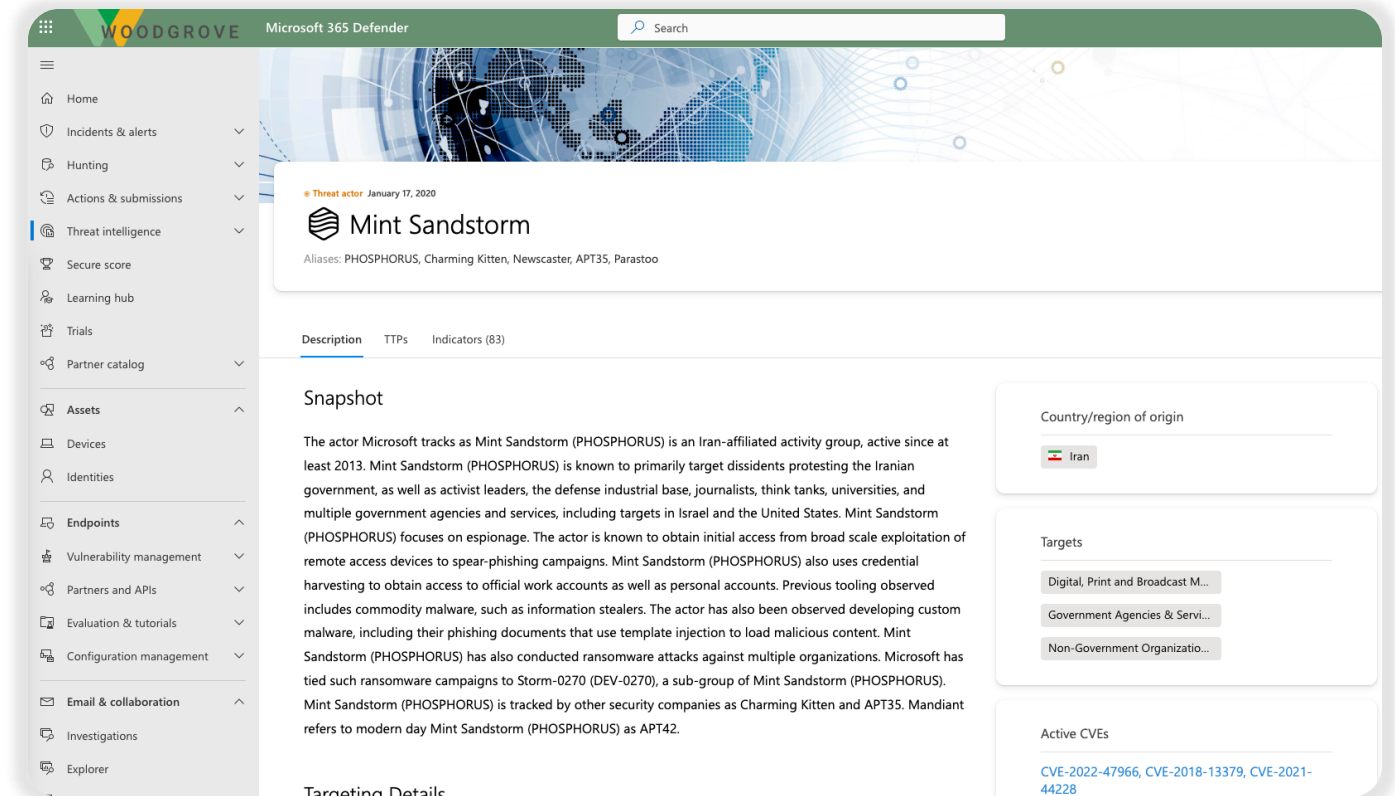 WOODGROVE
Microsoft 365 Defender
Search
Home
Incidents & alerts
Hunting
Actions & submissions
Threat intelligence
Secure score
Learning hub
Trials
Partner catalog
Assets
Devices
Identities
Endpoints
Vulnerability management
Partners and APIs
Evaluation & tutorials
Configuration management
Email & collaboration
Investigations
Explorer
Threat actor January 17, 2020
Mint Sandstorm
Aliases: PHOSPHORUS, Charming Kitten, Newscaster, APT35, Parastoo
Description TTPs Indicators (83)
Snapshot
The actor Microsoft tracks as Mint Sandstorm (PHOSPHORUS) is an Iran-affiliated activity group, active since at
least 2013. Mint Sandstorm (PHOSPHORUS) is known to primarily target dissidents protesting the Iranian
government, as well as activist leaders, the defense industrial base, journalists, think tanks, universities, and
multiple government agencies and services, including targets in Israel and the United States. Mint Sandstorm
(PHOSPHORUS) focuses on espionage. The actor is known to obtain initial access from broad scale exploitation of
remote access devices to spear-phishing campaigns. Mint Sandstorm (PHOSPHORUS) also uses credential
harvesting to obtain access to official work accounts as well as personal accounts. Previous tooling observed
includes commodity malware, such as information stealers. The actor has also been observed developing custom
malware, including their phishing documents that use template injection to load malicious content. Mint
Sandstorm (PHOSPHORUS) has also conducted ransomware attacks against multiple organizations. Microsoft has
tied such ransomware campaigns to Storm-0270 (DEV-0270), a sub-group of Mint Sandstorm (PHOSPHORUS).
Mint Sandstorm (PHOSPHORUS) is tracked by other security companies as Charming Kitten and APT35. Mandiant
refers to modern day Mint Sandstorm (PHOSPHORUS) as APT42.
Targeting Details
Country/region of origin
Iran
Targets
Digital, Print and Broadcast M...
Government Agencies & Servi...
Non-Government Organizatio...
Active CVEs
CVE-2022-47966, CVE-2018-13379, CVE-2021-
44228